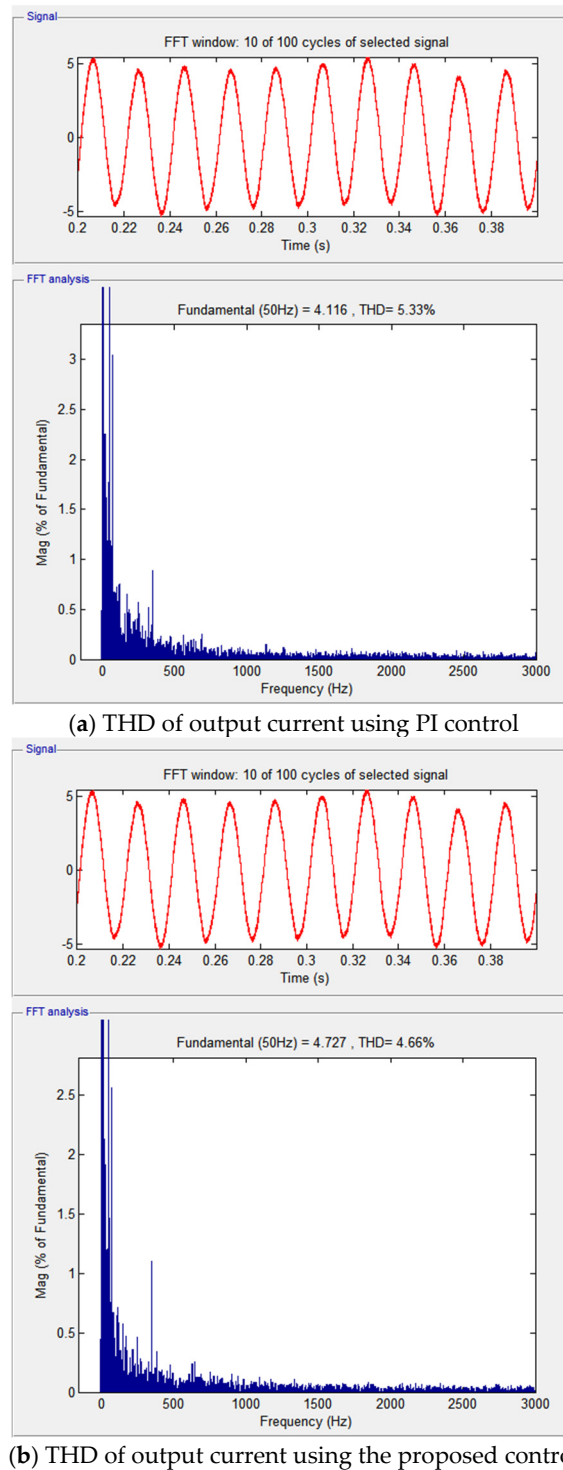 Signal
FFT window: 10 of 100 cycles of selected signal
5
0
-5
0.2 0.22 0.24 0.26 0.28 0.3 0.32 0.34 0.36 0.38
Time (s)
FFT analysis
Fundamental (50Hz) = 4.116 , THD= 5.33%
Mag (% of Fundamental)
3
2.5
2
1.5
1
0.5
0
0 500 1000 1500 2000 2500 3000
Frequency (Hz)
(a) THD of output current using PI control
Signal
FFT window: 10 of 100 cycles of selected signal
5
0
-5
0.2 0.22 0.24 0.26 0.28 0.3 0.32 0.34 0.36 0.38
Time (s)
FFT analysis
Fundamental (50Hz) = 4.727 , THD= 4.66%
Mag (% of Fundamental)
2.5
2
1.5
1
0.5
0
0 500 1000 1500 2000 2500 3000
Frequency (Hz)
(b) THD of output current using the proposed contro